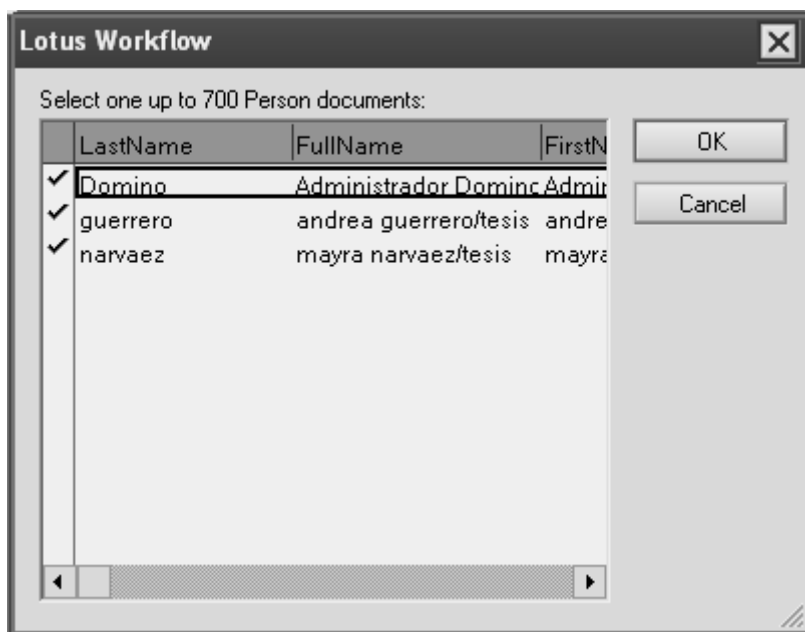 Lotus Workflow
Select one up to 700 Person documents:
LastName FullName FirstN
Domino Administrador Domino Admir
guerrero andrea guerrero/tesis andre
narvaez mayra narvaez/tesis mayra
OK
Cancel